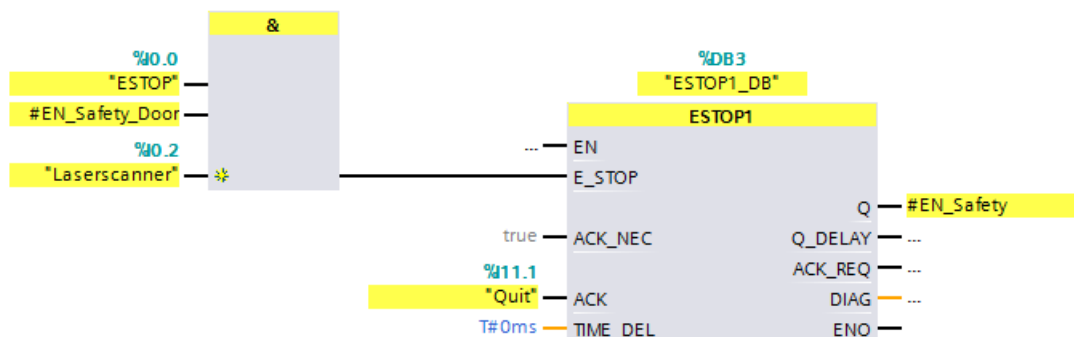 &
%I0.0
"ESTOP"
#EN_Safety_Door
%I0.2
"Laserscanner"
%DB3
"ESTOP1_DB"
ESTOP1
... EN
E_STOP
Q #EN_Safety
true ACK_NEC Q_DELAY ...
ACK_REQ ...
%I11.1
"Quit" ACK DIAG ...
T#0ms TIME_DEL ENO